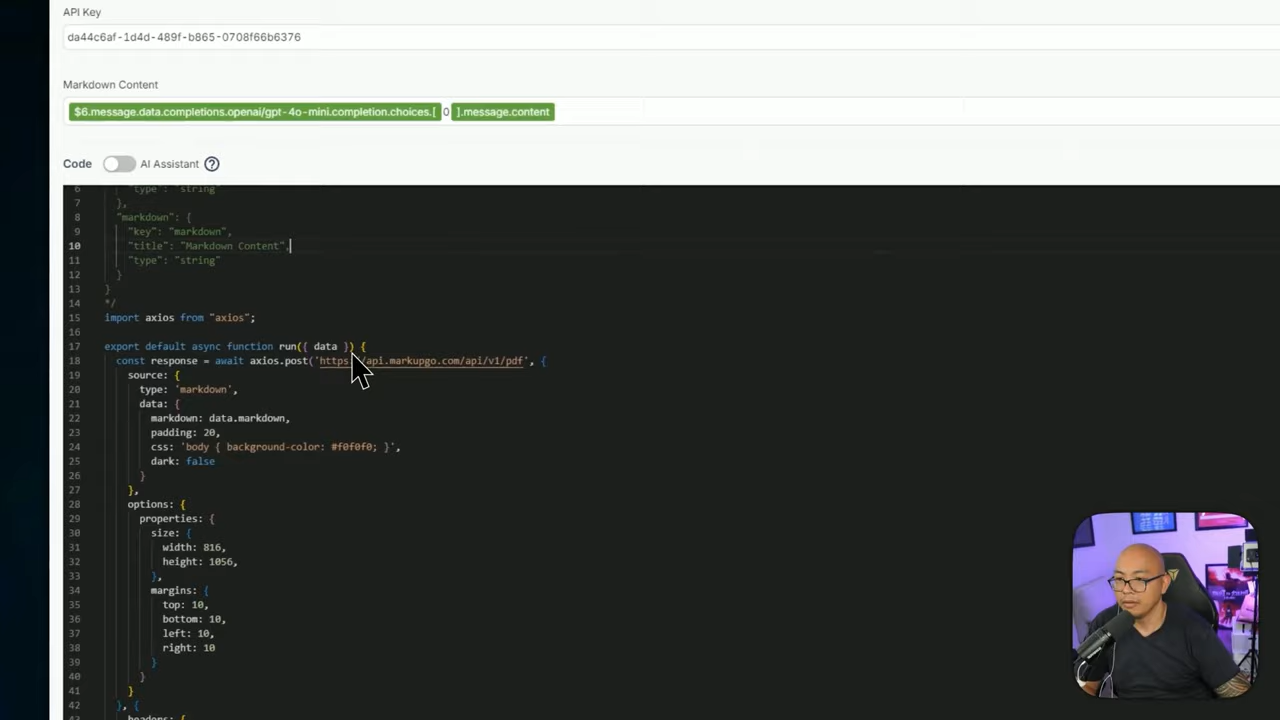 API Key
da44c6af-1d4d-489f-b865-0708f66b6376
Markdown Content
$6.message.data.completions.openai/gpt-4o-mini.completion.choices.[ 0 ].message.content
Code AI Assistant ?
6 "type": "string"
7 },
8 "markdown": {
9 "key": "markdown",
10 "title": "Markdown Content",
11 "type": "string"
12 }
13 }
14 */
15 import axios from "axios";
16
17 export default async function run({ data }) {
18 const response = await axios.post('https://api.markupgo.com/api/v1/pdf', {
19 source: {
20 type: 'markdown',
21 data: {
22 markdown: data.markdown,
23 padding: 20,
24 css: 'body { background-color: #f0f0f0; }',
25 dark: false
26 }
27 },
28 options: {
29 properties: {
30 size: {
31 width: 816,
32 height: 1056,
33 },
34 margins: {
35 top: 10,
36 bottom: 10,
37 left: 10,
38 right: 10
39 }
40 }
41 }
42 }, {
43 headers: {